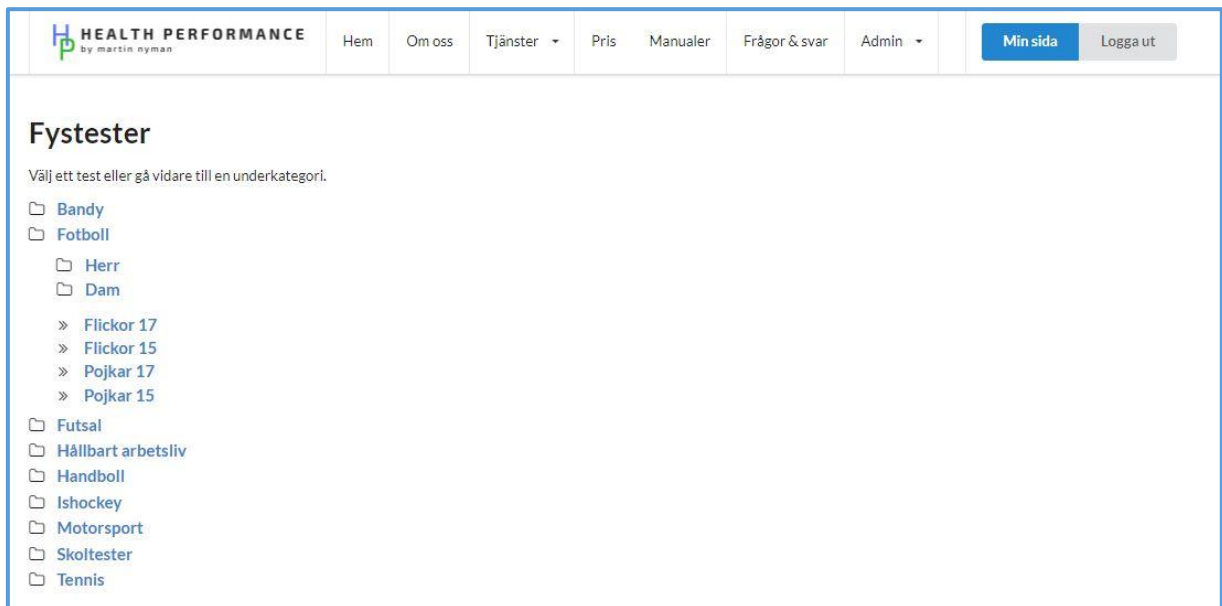 HEALTH PERFORMANCE
by martin nyman
Hem Om oss Tjänster Pris Manualer Frågor & svar Admin Min sida Logga ut
Fystester
Välj ett test eller gå vidare till en underkategori.
Bandy
Fotboll
Herr
Dam
» Flickor 17
» Flickor 15
» Pojkar 17
» Pojkar 15
Futsal
Hållbart arbetsliv
Handboll
Ishockey
Motorsport
Skoltester
Tennis